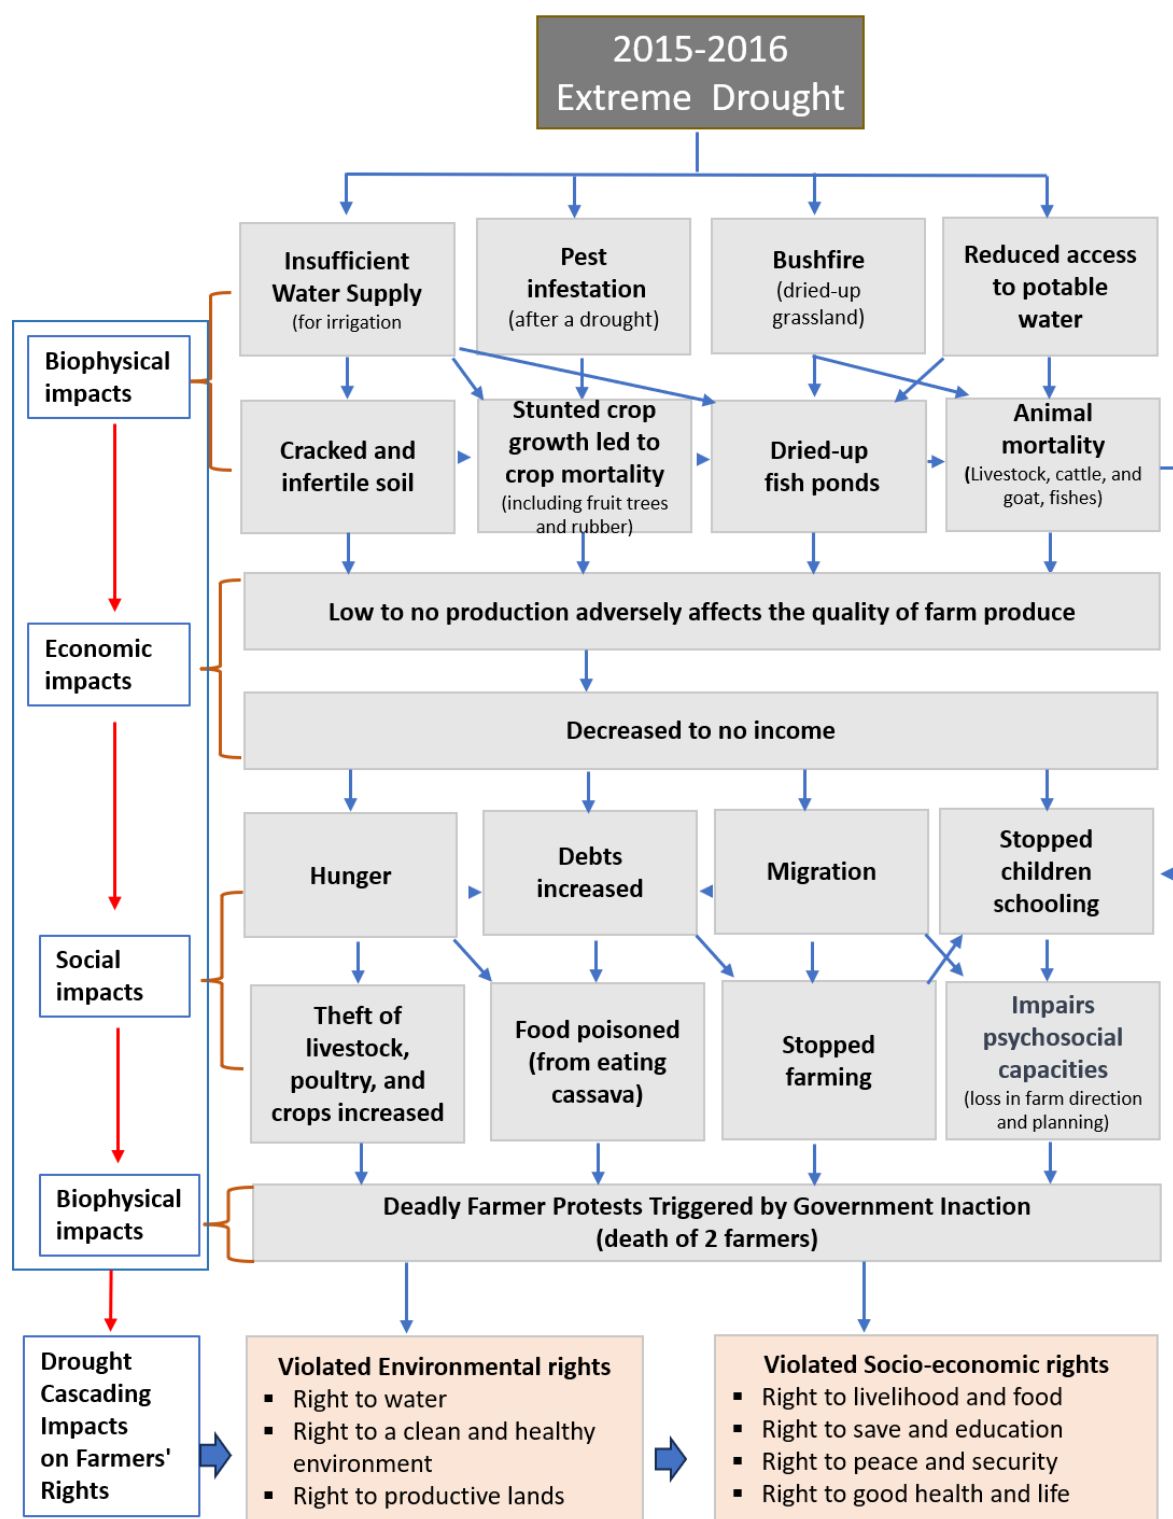 2015-2016
Extreme Drought
Insufficient
Water Supply
(for irrigation
Pest
infestation
(after a drought)
Bushfire
(dried-up
grassland)
Reduced access
to potable
water
Biophysical
impacts
Cracked and
infertile soil
Stunted crop
growth led to
crop mortality
(including fruit trees
and rubber)
Dried-up
fish ponds
Animal
mortality
(Livestock, cattle, and
goat, fishes)
Economic
impacts
Low to no production adversely affects the quality of farm produce
Decreased to no income
Hunger
Debts
increased
Migration
Stopped
children
schooling
Social
impacts
Theft of
livestock,
poultry, and
crops increased
Food poisoned
(from eating
cassava)
Stopped
farming
Impairs
psychosocial
capacities
(loss in farm direction
and planning)
Biophysical
impacts
Deadly Farmer Protests Triggered by Government Inaction
(death of 2 farmers)
Drought
Cascading
Impacts
on Farmers'
Rights
Violated Environmental rights
▪ Right to water
▪ Right to a clean and healthy
environment
▪ Right to productive lands
Violated Socio-economic rights
▪ Right to livelihood and food
▪ Right to save and education
▪ Right to peace and security
▪ Right to good health and life